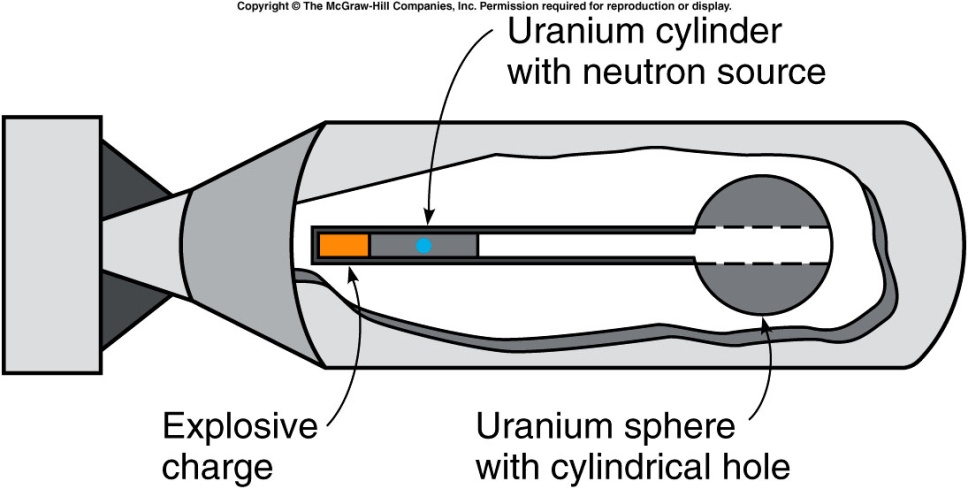 Copyright © The McGraw-Hill Companies, Inc. Permission required for reproduction or display.
Uranium cylinder
with neutron source
Explosive
charge
Uranium sphere
with cylindrical hole